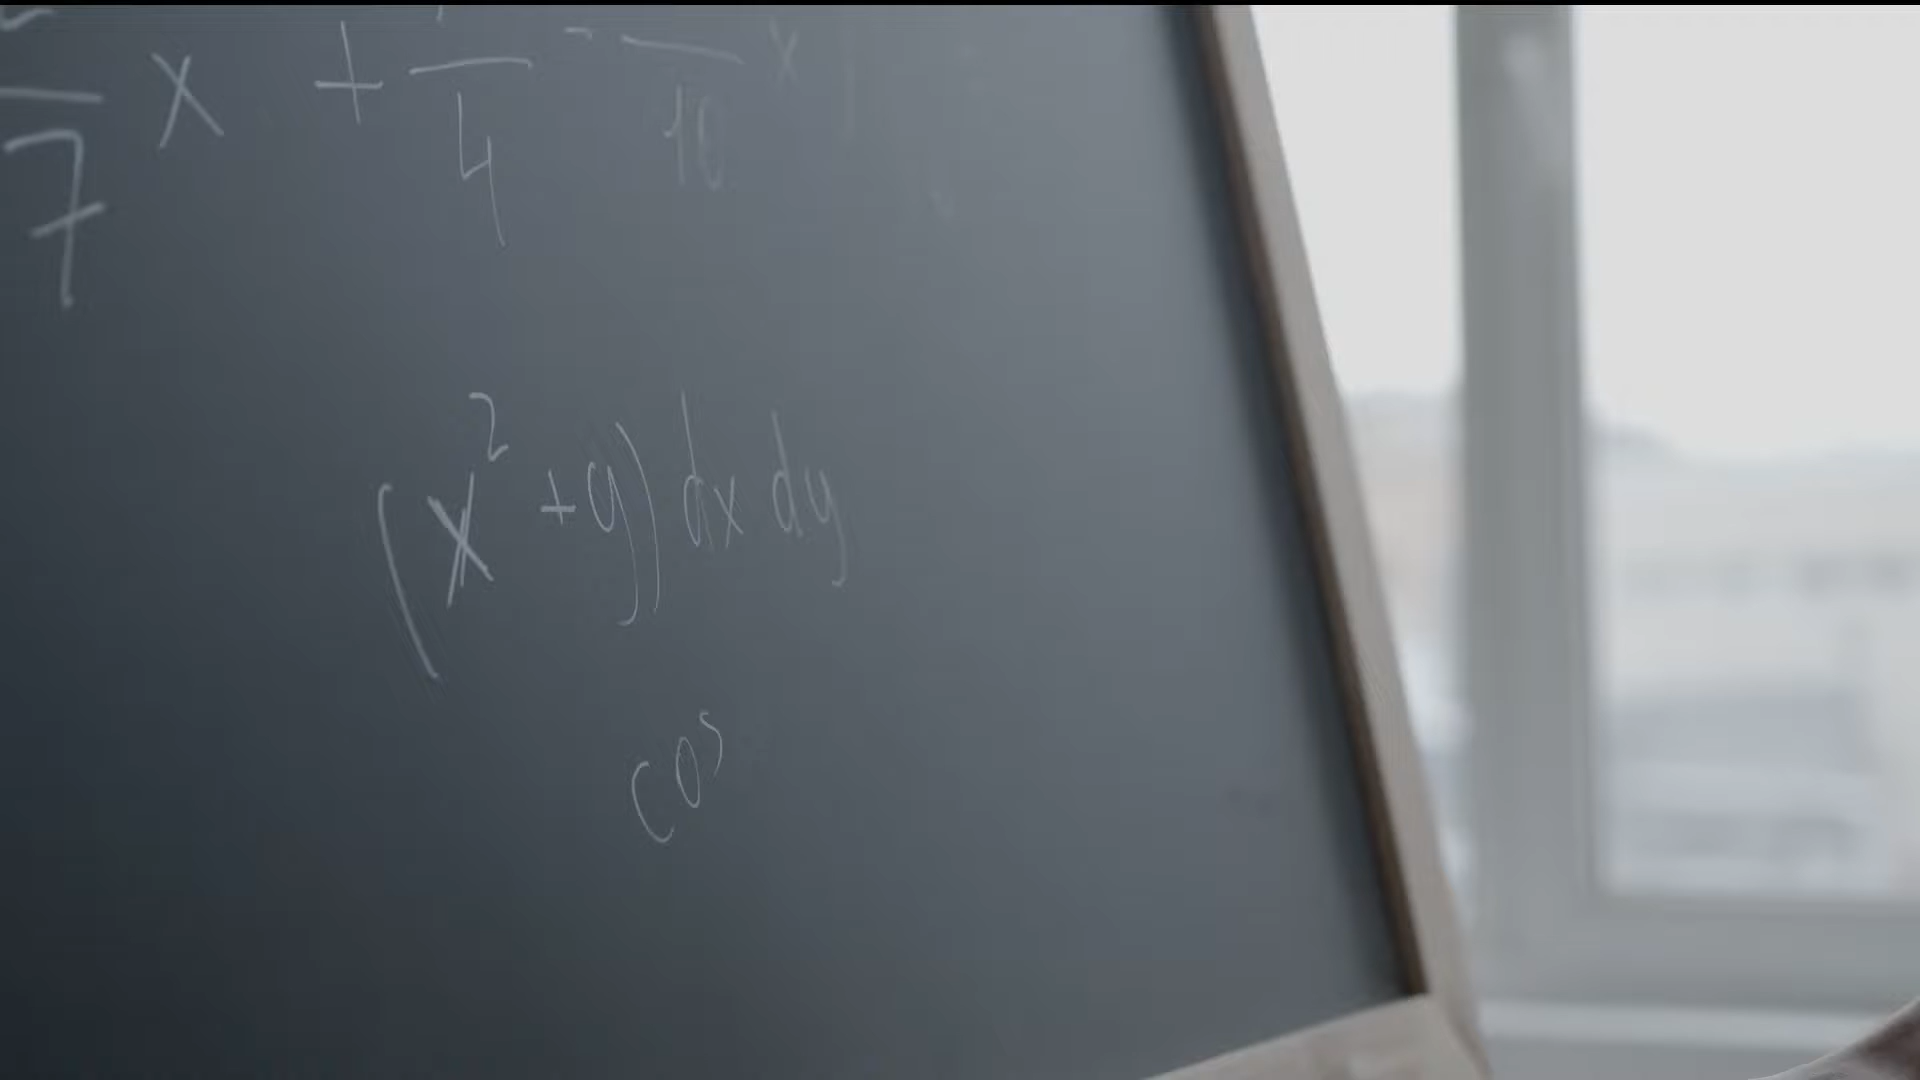 7 x + 4 - 10 x
(x² + y) dx dy
cos